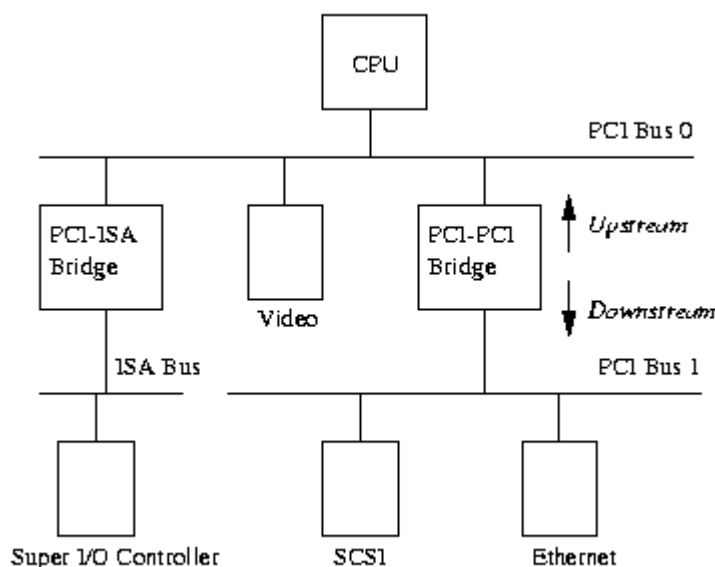 CPU
PCI Bus 0
PCI-ISA
Bridge
Video
PCI-PCI
Bridge
Upstream
Downstream
ISA Bus
PCI Bus 1
Super I/O Controller
SCSI
Ethernet